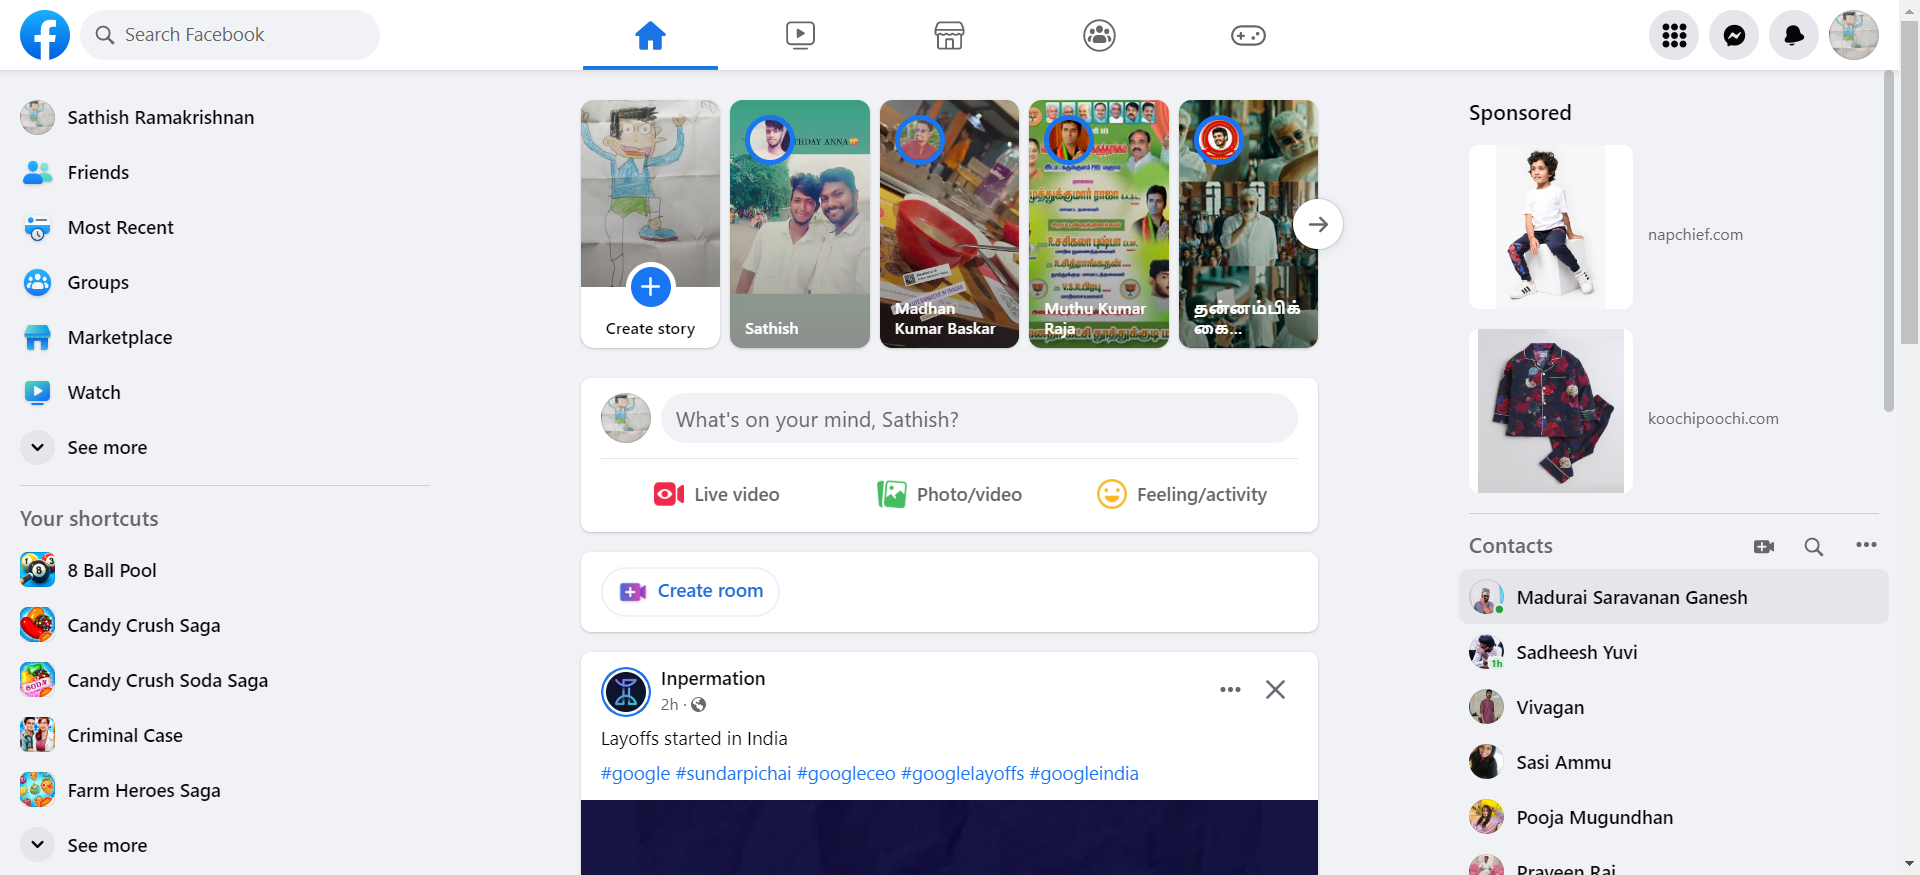 Search Facebook
Sathish Ramakrishnan
Friends
Most Recent
Groups
Marketplace
Watch
See more
Your shortcuts
8 Ball Pool
Candy Crush Saga
Candy Crush Soda Saga
Criminal Case
Farm Heroes Saga
See more
Create story
THDAY ANNA
Sathish
Madhan
Kumar Baskar
Muthu Kumar
Raja
தன்னம்பிக்
கை...
What's on your mind, Sathish?
Live video
Photo/video
Feeling/activity
Create room
Inpermation
2h ·
Layoffs started in India
#google #sundarpichai #googleceo #googlelayoffs #googleindia
Sponsored
napchief.com
koochipoochi.com
Contacts
Madurai Saravanan Ganesh
Sadheesh Yuvi
1h
Vivagan
Sasi Ammu
Pooja Mugundhan
Praveen Raj